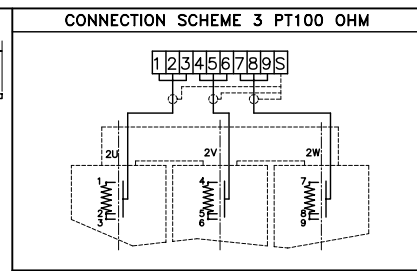 CONNECTION SCHEME 3 PT100 OHM
1 2 3 4 5 6 7 8 9 S
2U 2V 2W
1 4 7
2 5 8
3 6 9